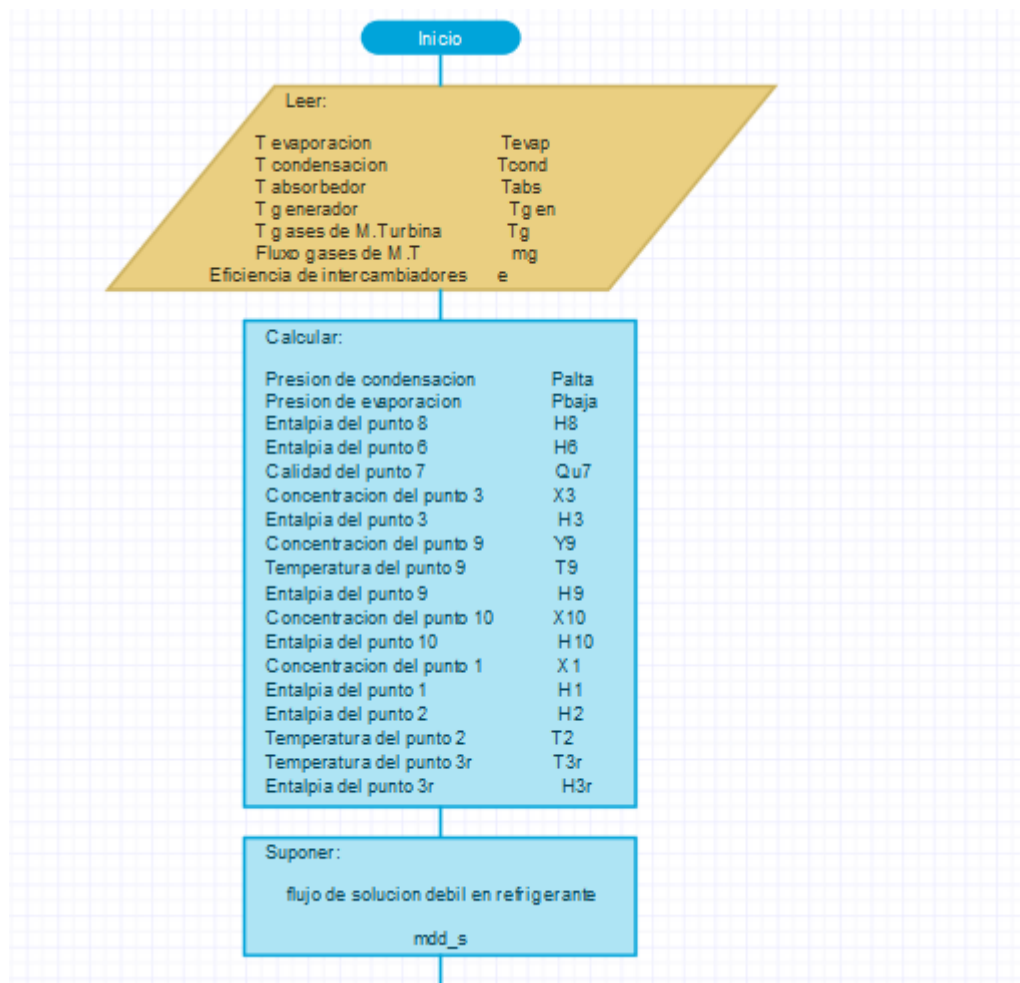 Inicio
Leer:
T evaporacion Tevap
T condensacion Tcond
T absorbedor Tabs
T generador Tgen
T gases de M.Turbina Tg
Fluxo gases de M.T mg
Eficiencia de intercambiadores e
Calcular:
Presion de condensacion Palta
Presion de evaporacion Pbaja
Entalpia del punto 8 H8
Entalpia del punto 6 H6
Calidad del punto 7 Qu7
Concentracion del punto 3 X3
Entalpia del punto 3 H3
Concentracion del punto 9 Y9
Temperatura del punto 9 T9
Entalpia del punto 9 H9
Concentracion del punto 10 X10
Entalpia del punto 10 H10
Concentracion del punto 1 X1
Entalpia del punto 1 H1
Entalpia del punto 2 H2
Temperatura del punto 2 T2
Temperatura del punto 3r T3r
Entalpia del punto 3r H3r
Suponer:
flujo de solucion debil en refrigerante
mdd_s